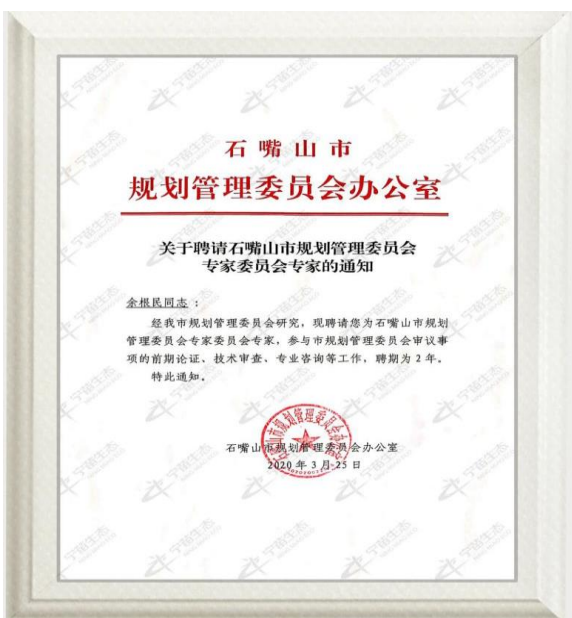 石嘴山市
规划管理委员会办公室
关于聘请石嘴山市规划管理委员会
专家委员会专家的通知
余根民同志：
经我市规划管理委员会研究，现聘请您为石嘴山市规划
管理委员会专家委员会专家，参与市规划管理委员会审议事
项的前期论证、技术审查、专业咨询等工作，聘期为2年。
特此通知。
石嘴山市规划管理委员会办公室
2020年3月25日